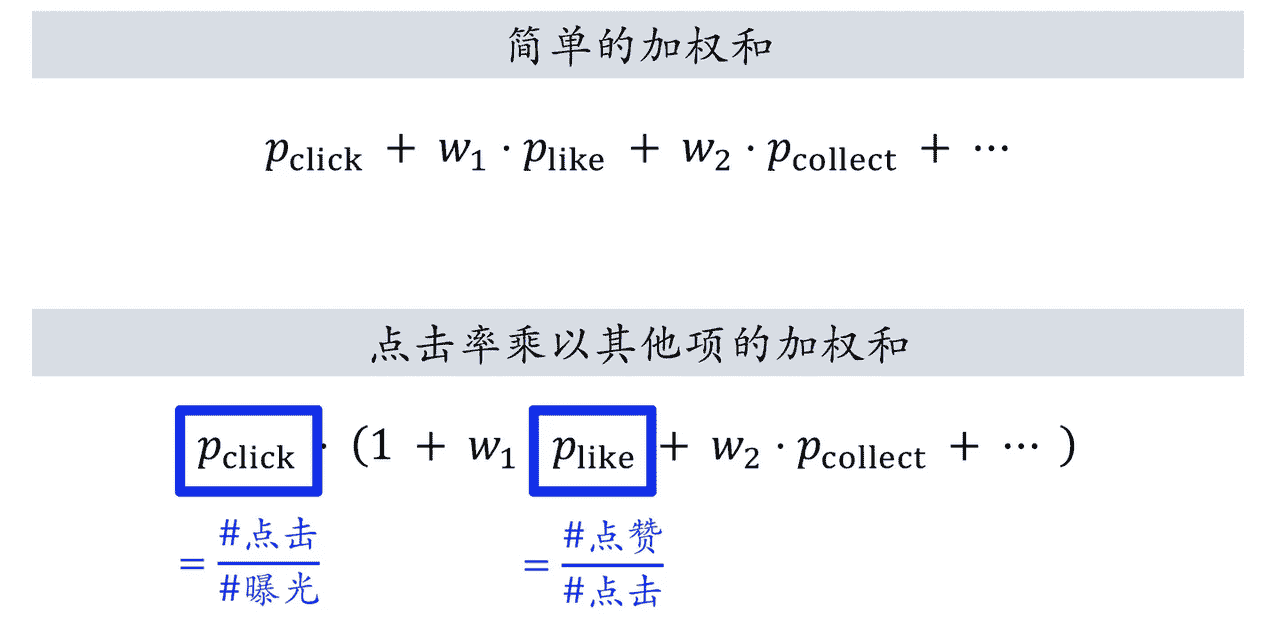 简单的加权和
p_click + w_1 · p_like + w_2 · p_collect + ⋯
点击率乘以其他项的加权和
p_click · (1 + w_1 p_like + w_2 · p_collect + ⋯ )
= #点击 / #曝光 = #点赞 / #点击